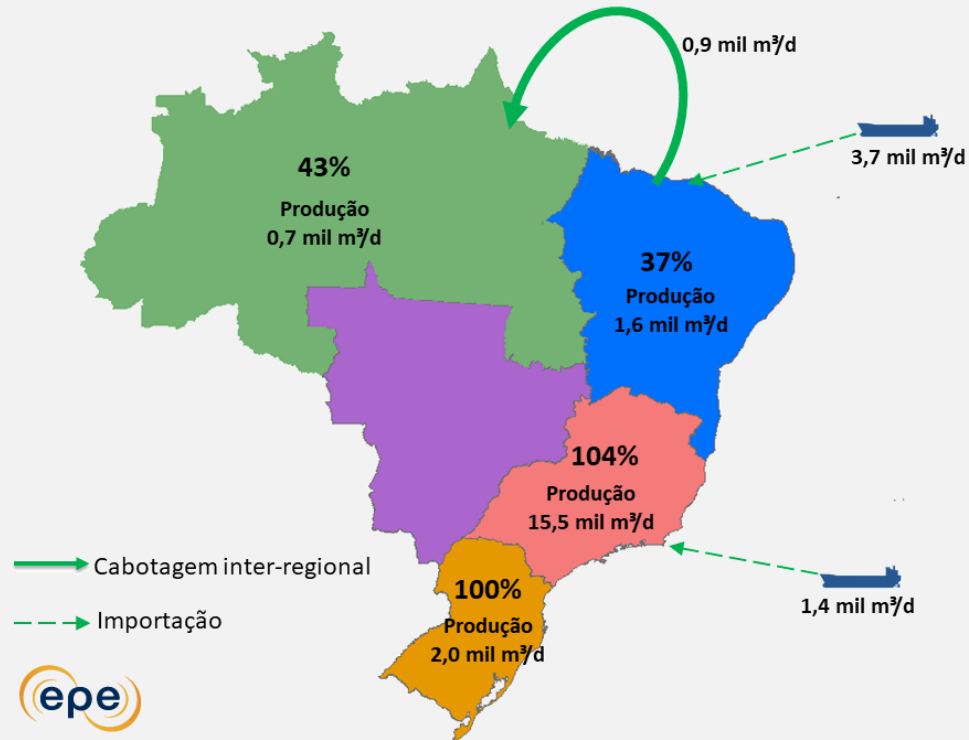 0,9 mil m³/d
3,7 mil m³/d
43%
Produção
0,7 mil m³/d
37%
Produção
1,6 mil m³/d
104%
Produção
15,5 mil m³/d
Cabotagem inter-regional
100%
Produção
2,0 mil m³/d
1,4 mil m³/d
Importação
epe